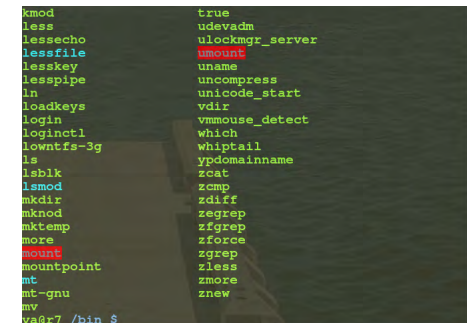 kmod true
less udevadm
lessecho ulockmgr_server
lessfile umount
lesskey uname
lesspipe uncompress
ln unicode_start
loadkeys vdir
login vmmouse_detect
loginctl which
lowntfs-3g whiptail
ls ypdomainname
lsblk zcat
lsmod zcmp
mkdir zdiff
mknod zegrep
mktemp zfgrep
more zforce
mount zgrep
mountpoint zless
mt zmore
mt-gnu znew
mv
va@r7 /bin $